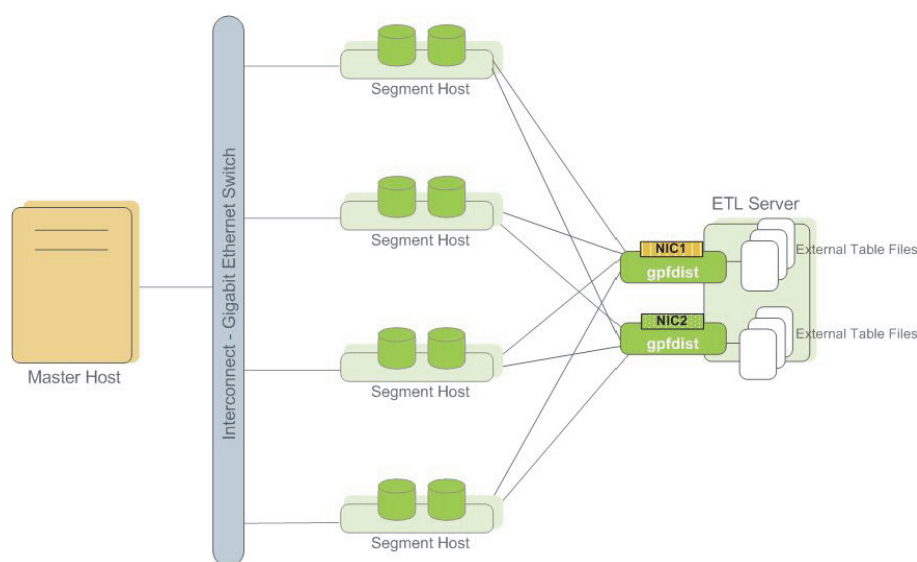 Segment Host
Segment Host
Segment Host
Segment Host
Interconnect - Gigabit Ethernet Switch
Master Host
ETL Server
NIC1
gpfdist
External Table Files
NIC2
gpfdist
External Table Files